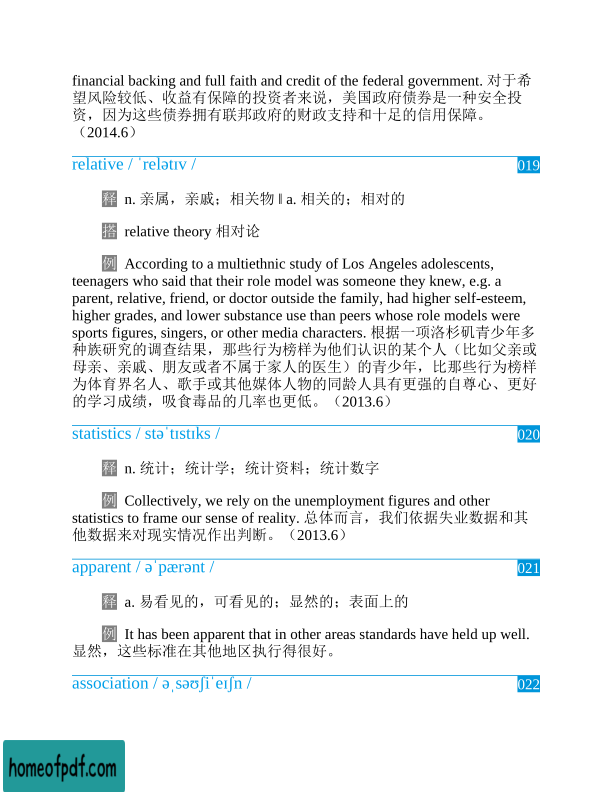 financial backing and full faith and credit of the federal government. 对于希
望风险较低、收益有保障的投资者来说，美国政府债券是一种安全投
资，因为这些债券拥有联邦政府的财政支持和十足的信用保障。
（2014.6）
relative / ˈrelətɪv / 019
释 n. 亲属，亲戚；相关物 ‖ a. 相关的；相对的
搭 relative theory 相对论
例 According to a multiethnic study of Los Angeles adolescents,
teenagers who said that their role model was someone they knew, e.g. a
parent, relative, friend, or doctor outside the family, had higher self-esteem,
higher grades, and lower substance use than peers whose role models were
sports figures, singers, or other media characters. 根据一项洛杉矶青少年多
种族研究的调查结果，那些行为榜样为他们认识的某个人（比如父亲或
母亲、亲戚、朋友或者不属于家人的医生）的青少年，比那些行为榜样
为体育界名人、歌手或其他媒体人物的同龄人具有更强的自尊心、更好
的学习成绩，吸食毒品的几率也更低。（2013.6）
statistics / stəˈtɪstɪks / 020
释 n. 统计；统计学；统计资料；统计数字
例 Collectively, we rely on the unemployment figures and other
statistics to frame our sense of reality. 总体而言，我们依据失业数据和其
他数据来对现实情况作出判断。（2013.6）
apparent / əˈpærənt / 021
释 a. 易看见的，可看见的；显然的；表面上的
例 It has been apparent that in other areas standards have held up well.
显然，这些标准在其他地区执行得很好。
association / əˌsəʊʃiˈeɪʃn / 022
homeofpdf.com